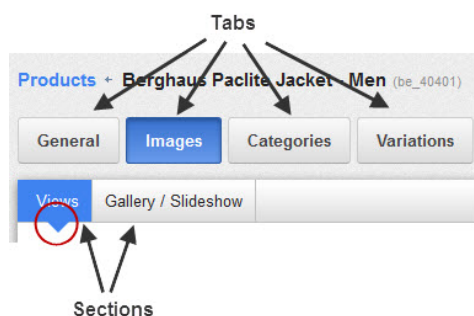 Tabs
Products ← Berghaus Paclite Jacket - Men (be_40401)
General Images Categories Variations
Views Gallery / Slideshow
Sections